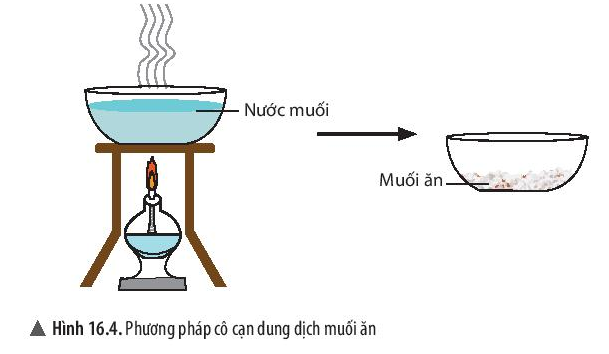 Nước muối
Muối ăn
▲ Hình 16.4. Phương pháp cô cạn dung dịch muối ăn